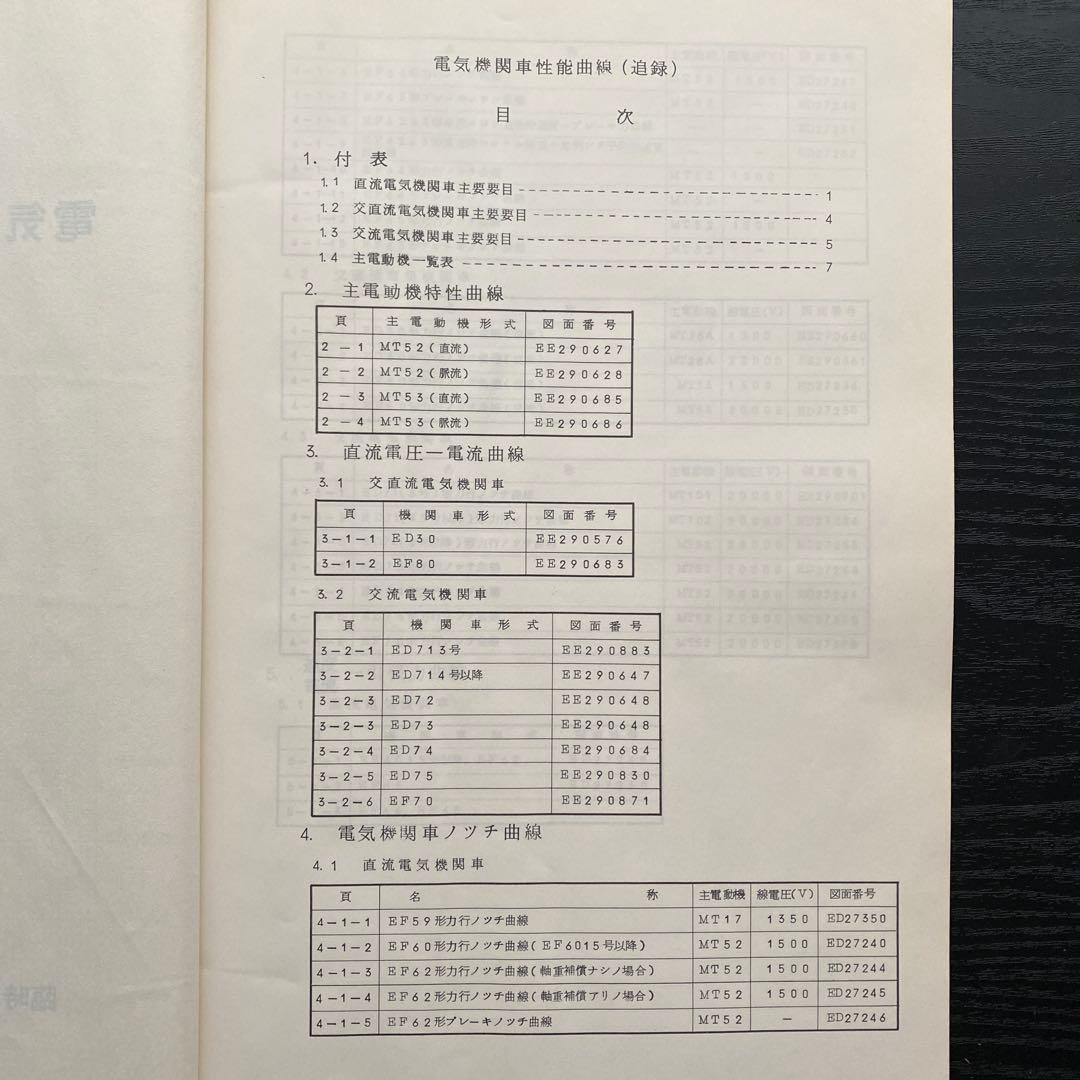 電気機関車性能曲線（追録）
目 次
1. 付 表
1.1 直流電気機関車主要要目 1
1.2 交直流電気機関車主要要目 4
1.3 交流電気機関車主要要目 5
1.4 主電動機一覧表 7
2. 主電動機特性曲線
頁 主電動機形式 図面番号
2－1 MT52（直流） EE290627
2－2 MT52（脈流） EE290628
2－3 MT53（直流） EE290685
2－4 MT53（脈流） EE290686
3. 直流電圧－電流曲線
3.1 交直流電気機関車
頁 機関車形式 図面番号
3－1－1 ED30 EE290576
3－1－2 EF80 EE290683
3.2 交流電気機関車
頁 機関車形式 図面番号
3－2－1 ED713号 EE290883
3－2－2 ED714号以降 EE290647
3－2－3 ED72 EE290648
3－2－3 ED73 EE290648
3－2－4 ED74 EE290684
3－2－5 ED75 EE290830
3－2－6 EF70 EE290871
4. 電気機関車ノツチ曲線
4.1 直流電気機関車
頁 名称 主電動機 線電圧(V) 図面番号
4－1－1 EF59形力行ノツチ曲線 MT17 1350 ED27350
4－1－2 EF60形力行ノツチ曲線（EF6015号以降） MT52 1500 ED27240
4－1－3 EF62形力行ノツチ曲線（軸重補償ナシノ場合） MT52 1500 ED27244
4－1－4 EF62形力行ノツチ曲線（軸重補償アリノ場合） MT52 1500 ED27245
4－1－5 EF62形ブレーキノツチ曲線 MT52 － ED27246